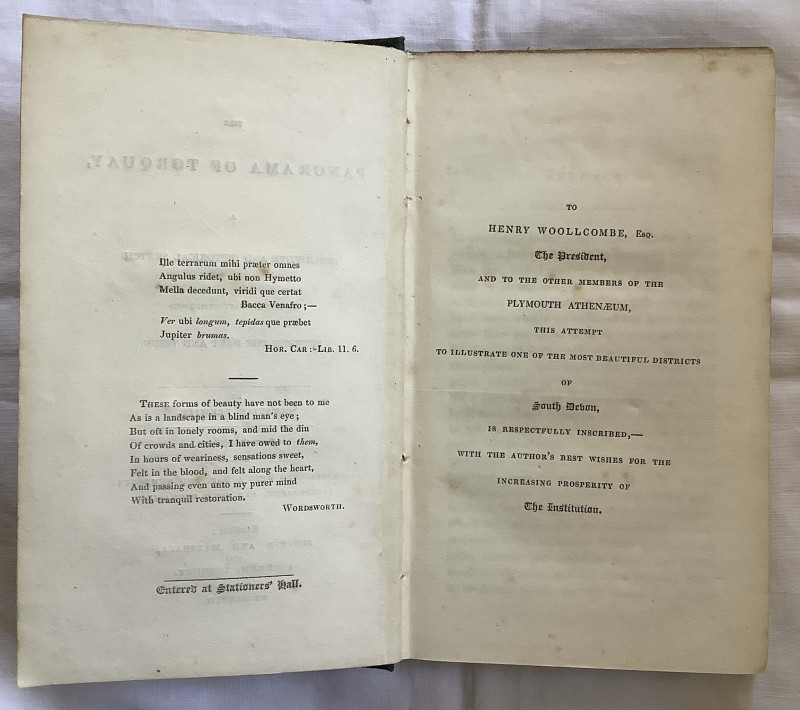 Ille terrarum mihi præter omnes
Angulus ridet, ubi non Hymetto
Mella decedunt, viridi que certat
Bacca Venafro;—
Ver ubi longum, tepidas que præbet
Jupiter brumas.
Hor. Car:-Lib. 11. 6.
These forms of beauty have not been to me
As is a landscape in a blind man's eye;
But oft in lonely rooms, and mid the din
Of crowds and cities, I have owed to them,
In hours of weariness, sensations sweet,
Felt in the blood, and felt along the heart,
And passing even unto my purer mind
With tranquil restoration.
Wordsworth.
Entered at Stationers' Hall.
TO
HENRY WOOLLCOMBE, Esq.
The President,
AND TO THE OTHER MEMBERS OF THE
PLYMOUTH ATHENÆUM,
THIS ATTEMPT
TO ILLUSTRATE ONE OF THE MOST BEAUTIFUL DISTRICTS
OF
South Devon,
IS RESPECTFULLY INSCRIBED;—
WITH THE AUTHOR'S BEST WISHES FOR THE
INCREASING PROSPERITY OF
The Institution.